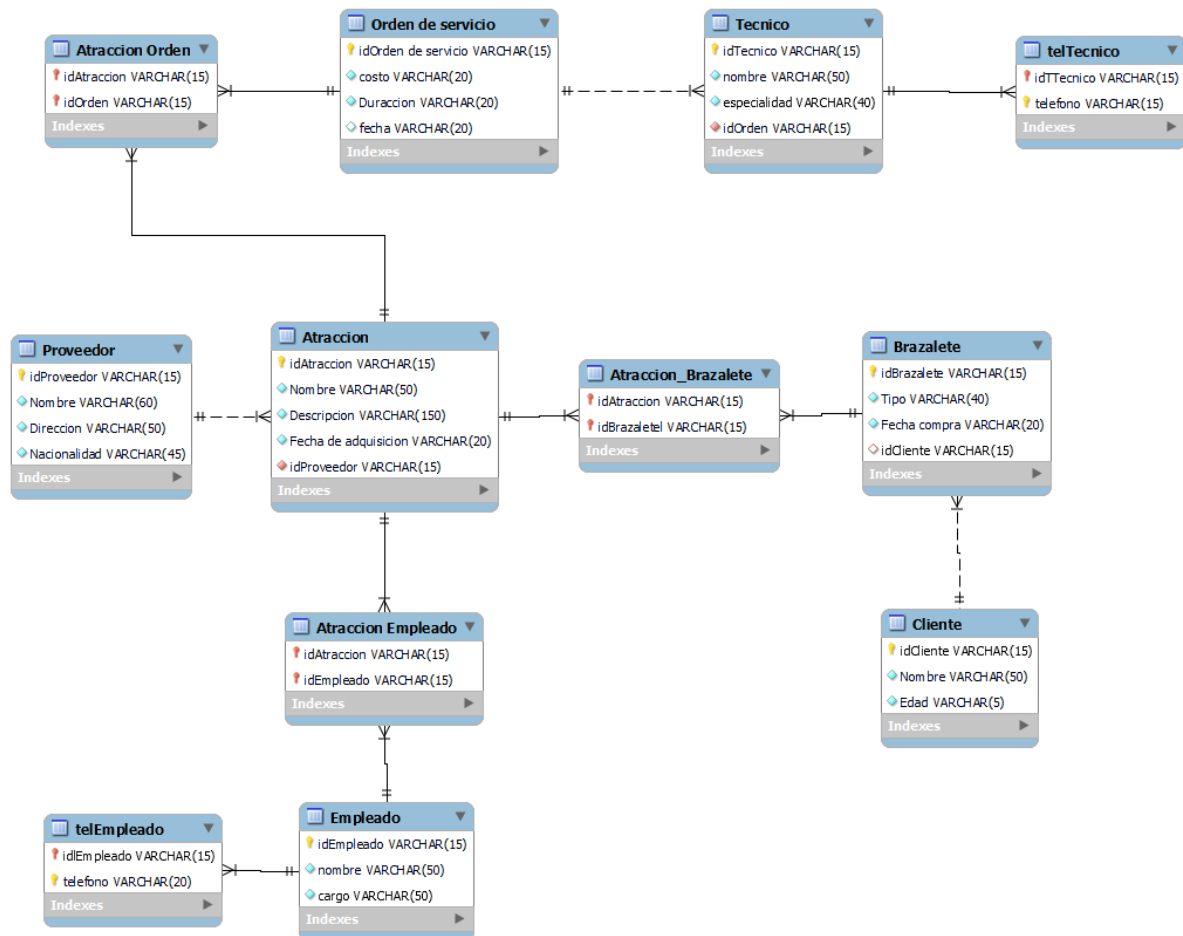 Atraccion Orden
idAtraccion VARCHAR(15)
idOrden VARCHAR(15)
Indexes
Orden de servicio
idOrden de servicio VARCHAR(15)
costo VARCHAR(20)
Duraccion VARCHAR(20)
fecha VARCHAR(20)
Indexes
Tecnico
idTecnico VARCHAR(15)
nombre VARCHAR(50)
especialidad VARCHAR(40)
idOrden VARCHAR(15)
Indexes
telTecnico
idTTecnico VARCHAR(15)
telefono VARCHAR(15)
Indexes
Proveedor
idProveedor VARCHAR(15)
Nombre VARCHAR(60)
Direccion VARCHAR(50)
Nacionalidad VARCHAR(45)
Indexes
Atraccion
idAtraccion VARCHAR(15)
Nombre VARCHAR(50)
Descripcion VARCHAR(150)
Fecha de adquisicion VARCHAR(20)
idProveedor VARCHAR(15)
Indexes
Atraccion_Brazalete
idAtraccion VARCHAR(15)
idBrazaletel VARCHAR(15)
Indexes
Brazalete
idBrazalete VARCHAR(15)
Tipo VARCHAR(40)
Fecha compra VARCHAR(20)
idCliente VARCHAR(15)
Indexes
Atraccion Empleado
idAtraccion VARCHAR(15)
idEmpleado VARCHAR(15)
Indexes
Cliente
idCliente VARCHAR(15)
Nombre VARCHAR(50)
Edad VARCHAR(5)
Indexes
telEmpleado
idlEmpleado VARCHAR(15)
telefono VARCHAR(20)
Indexes
Empleado
idEmpleado VARCHAR(15)
nombre VARCHAR(50)
cargo VARCHAR(50)
Indexes